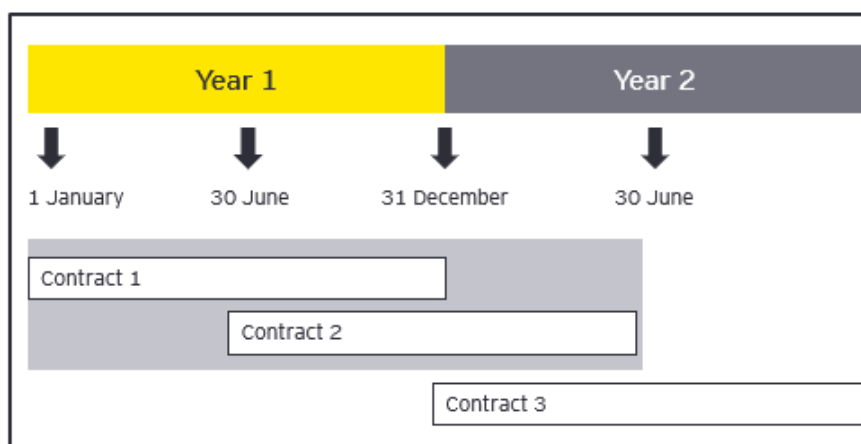 Year 1 Year 2
1 January 30 June 31 December 30 June
Contract 1
Contract 2
Contract 3